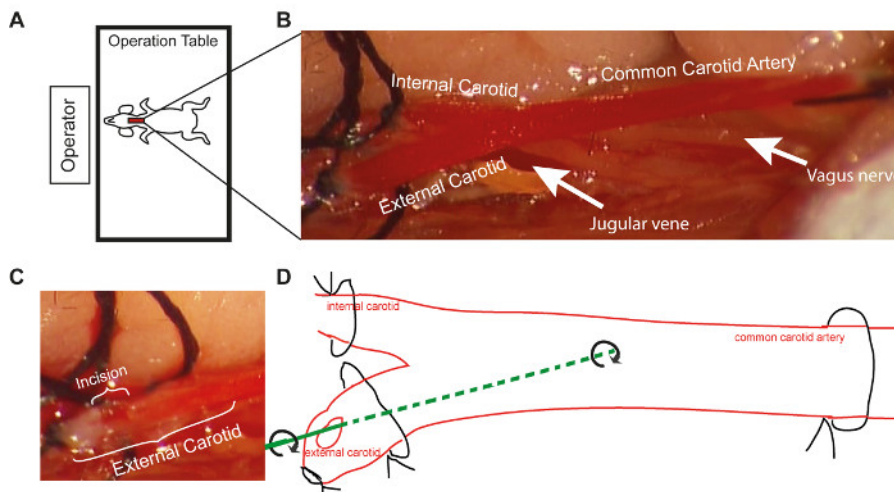 A
Operation Table
Operator
B
Internal Carotid
Common Carotid Artery
External Carotid
Jugular vene
Vagus nerve
C
Incision
External Carotid
D
internal carotid
common carotid artery
external carotid